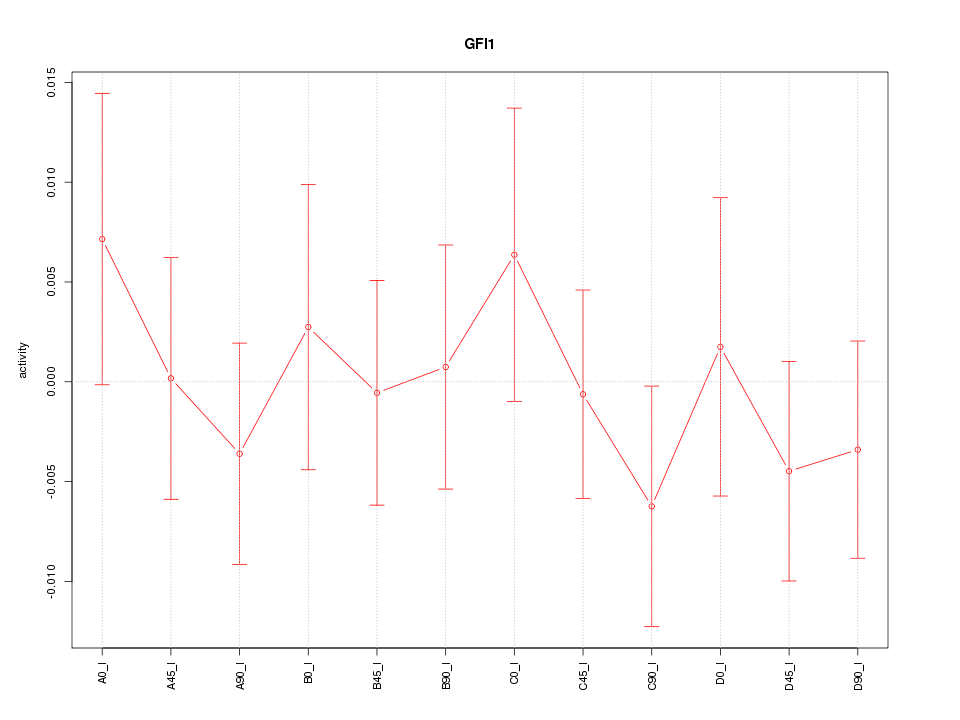 GFI1
activity
0.015
0.010
0.005
0.000
-0.005
-0.010
A0_I
A45_I
A90_I
B0_I
B45_I
B90_I
C0_I
C45_I
C90_I
D0_I
D45_I
D90_I